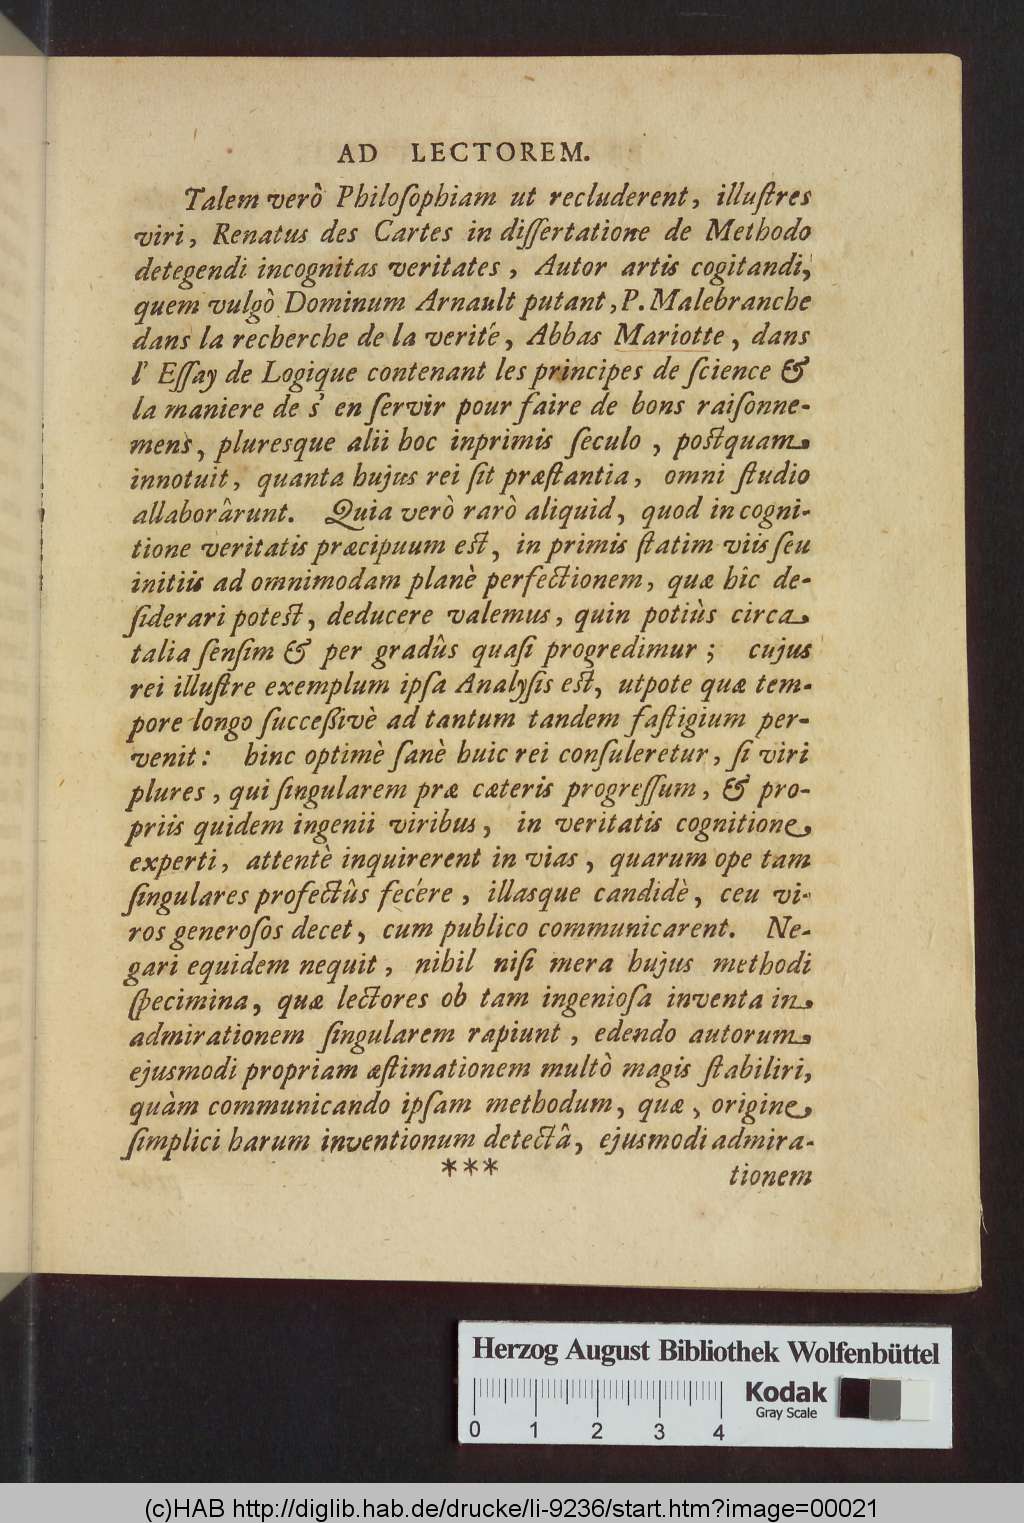 AD LECTOREM.
Talem verò Philoſophiam ut recluderent, illuſtres
viri, Renatus des Cartes in diſſertatione de Methodo
detegendi incognitas veritates, Autor artis cogitandi,
quem vulgò Dominum Arnault putant, P. Malebranche
dans la recherche de la verité, Abbas Mariotte, dans
l' Eſſay de Logique contenant les principes de ſcience &
la maniere de s' en ſervir pour faire de bons raiſonne-
mens, pluresque alii hoc inprimis ſeculo, poſtquam
innotuit, quanta hujus rei ſit præſtantia, omni ſtudio
allaborârunt. Quia verò rarò aliquid, quod in cogni-
tione veritatis præcipuum eſt, in primis ſtatim viis ſeu
initiis ad omnimodam planè perfectionem, quæ hîc de-
ſiderari poteſt, deducere valemus, quin potiùs circa
talia ſenſim & per gradûs quaſi progredimur; cujus
rei illuſtre exemplum ipſa Analyſis eſt, utpote quæ tem-
pore longo ſucceßivè ad tantum tandem faſtigium per-
venit: hinc optimè ſanè huic rei conſuleretur, ſi viri
plures, qui ſingularem præ cæteris progreſſum, & pro-
priis quidem ingenii viribus, in veritatis cognitione
experti, attentè inquirerent in vias, quarum ope tam
ſingulares profectûs fecére, illasque candidè, ceu vi-
ros generoſos decet, cum publico communicarent. Ne-
gari equidem nequit, nihil niſi mera hujus methodi
ſpecimina, quæ lectores ob tam ingenioſa inventa in
admirationem ſingularem rapiunt, edendo autorum
ejusmodi propriam æſtimationem multò magis ſtabiliri,
quàm communicando ipſam methodum, quæ, origine
ſimplici harum inventionum detectâ, ejusmodi admira-
*** tionem
Herzog August Bibliothek Wolfenbüttel
Kodak
Gray Scale
0 1 2 3 4
(c)HAB http://diglib.hab.de/drucke/li-9236/start.htm?image=00021